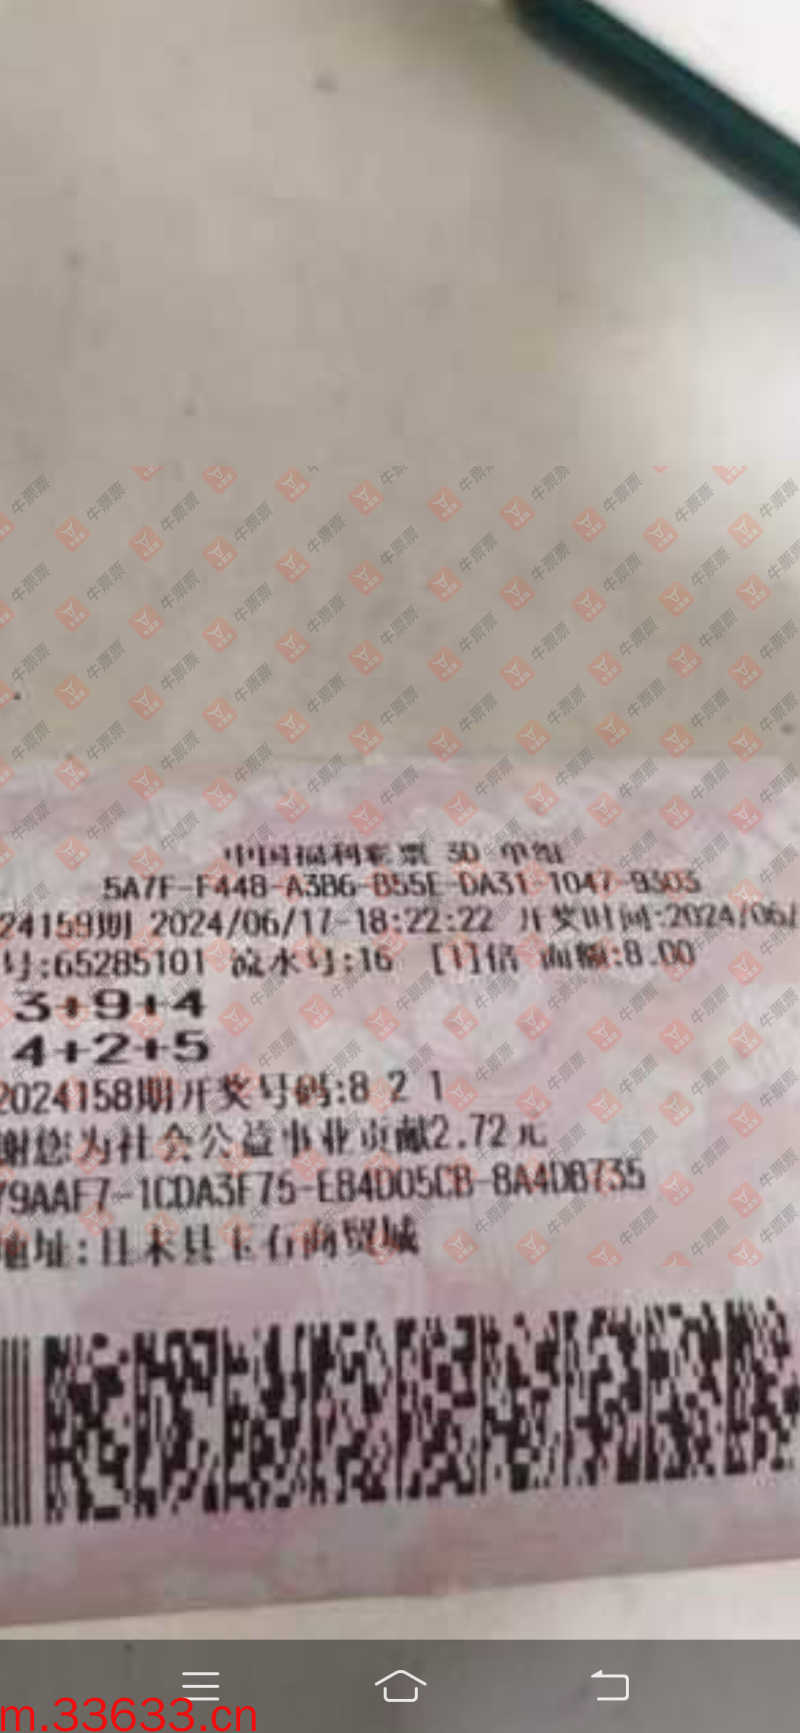 中国福利彩票 3D 单组
5A7F-F448-A3B6-B55E-DA31-1047-9303
24159期 2024/06/17-18:22:22 开奖时间:2024/06/
号:65285101 流水号:16 [1]倍 面额:8.00
3+9+4
4+2+5
2024158期开奖号码:8 2 1
谢您为社会公益事业贡献2.72元
79AAF7-1CDA3F75-EB4D05CB-8A4DB735
地址:且末县玉石商贸城
牛票票
m.33633.cn